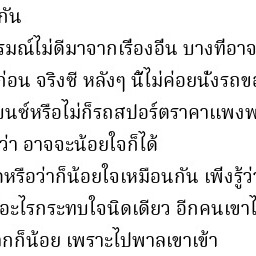 กัน
รมณ์ไม่ดีมาจากเรื่องอื่น บางทีอาจ
ก่อน จริงซี หลังๆ นี้ไม่ค่อยนั่งรถข
บนซ์หรือไม่ก็รถสปอร์ตราคาแพงพ
ว่า อาจจะน้อยใจก็ได้
าหรือว่าก็น้อยใจเหมือนกัน เพิ่งรู้ว่
อะไรกระทบใจนิดเดียว อีกคนเขาไ
กกก็น้อย เพราะไปพาลเขาเข้า